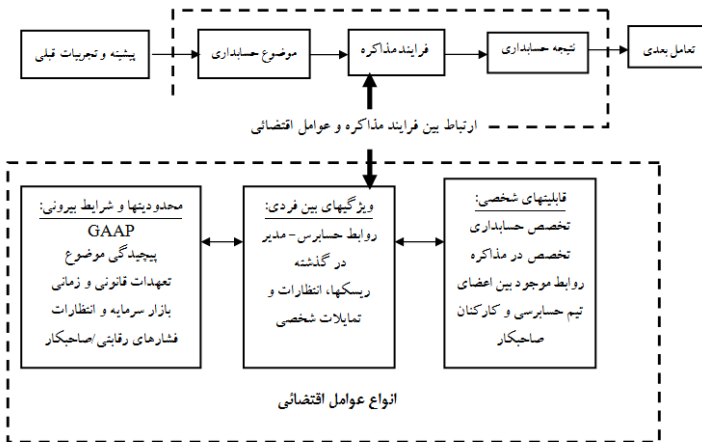 پیشینه و تجربیات قبلی
موضوع حسابداری
فرایند مذاکره
نتیجه حسابداری
تعامل بعدی
ارتباط بین فرایند مذاکره و عوامل اقتضائی
محدودیتها و شرایط بیرونی:
GAAP
پیچیدگی موضوع
تعهدات قانونی و زمانی
بازار سرمایه و انتظارات
فشارهای رقابتی/صاحبکار
ویژگیهای بین فردی:
روابط حسابرس – مدیر
در گذشته
ریسکها، انتظارات و
تمایلات شخصی
قابلیتهای شخصی:
تخصص حسابداری
تخصص در مذاکره
روابط موجود بین اعضای
تیم حسابرسی و کارکنان
صاحبکار
انواع عوامل اقتضائی